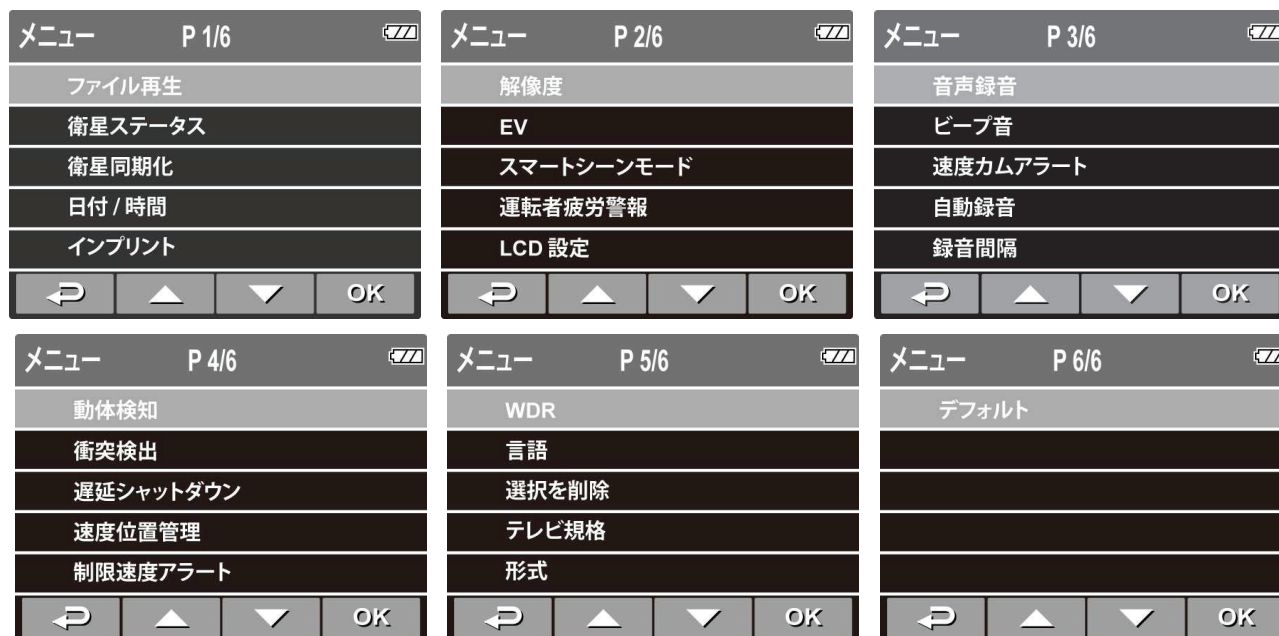 メニュー P 1/6
ファイル再生
衛星ステータス
衛星同期化
日付 / 時間
インプリント
OK
メニュー P 2/6
解像度
EV
スマートシーンモード
運転者疲労警報
LCD 設定
OK
メニュー P 3/6
音声録音
ビープ音
速度カムアラート
自動録音
録音間隔
OK
メニュー P 4/6
動体検知
衝突検出
遅延シャットダウン
速度位置管理
制限速度アラート
OK
メニュー P 5/6
WDR
言語
選択を削除
テレビ規格
形式
OK
メニュー P 6/6
デフォルト
OK